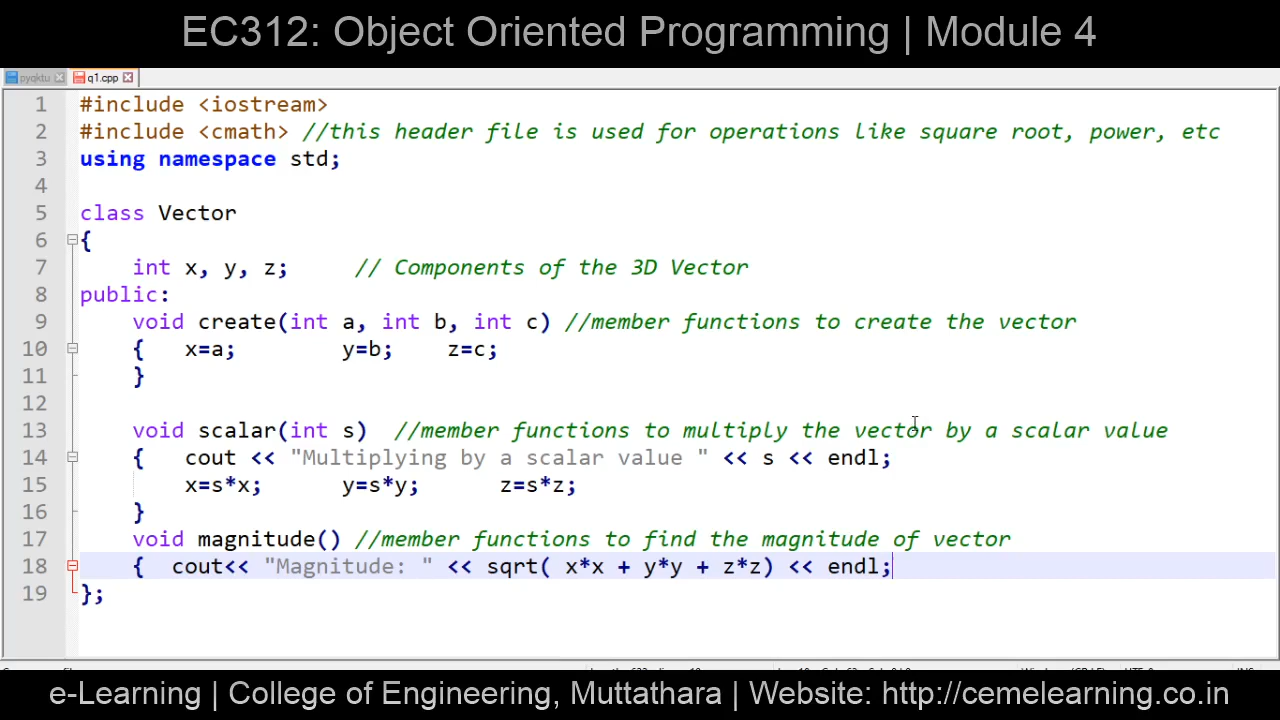 EC312: Object Oriented Programming | Module 4
pyqktu q1.cpp
1 #include <iostream>
2 #include <cmath> //this header file is used for operations like square root, power, etc
3 using namespace std;
4
5 class Vector
6 {
7 int x, y, z; // Components of the 3D Vector
8 public:
9 void create(int a, int b, int c) //member functions to create the vector
10 { x=a; y=b; z=c;
11 }
12
13 void scalar(int s) //member functions to multiply the vector by a scalar value
14 { cout << "Multiplying by a scalar value " << s << endl;
15 x=s*x; y=s*y; z=s*z;
16 }
17 void magnitude() //member functions to find the magnitude of vector
18 { cout<< "Magnitude: " << sqrt( x*x + y*y + z*z) << endl;
19 };
e-Learning | College of Engineering, Muttathara | Website: http://cemelearning.co.in